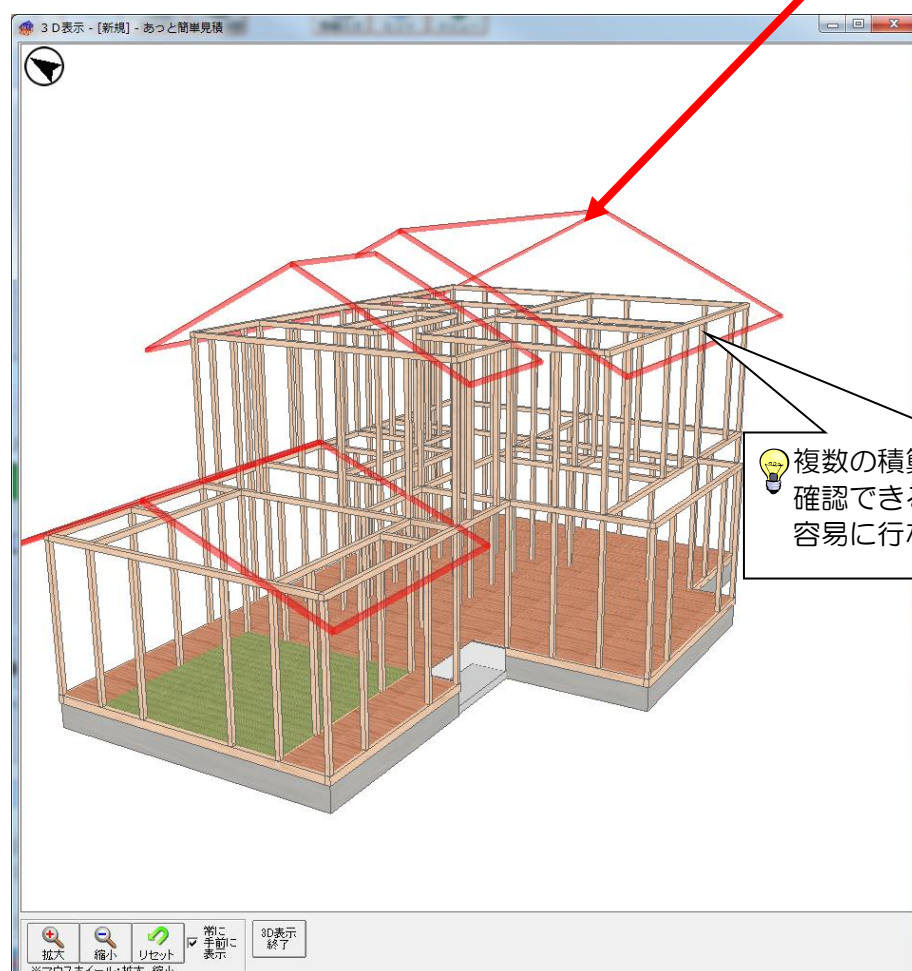 3D表示 - [新規] - あっと簡単見積
複数の積算
確認でき
容易に行
拡大
縮小
リセット
常に
手前に
表示
3D表示
終了
※マウスホイール:拡大・縮小